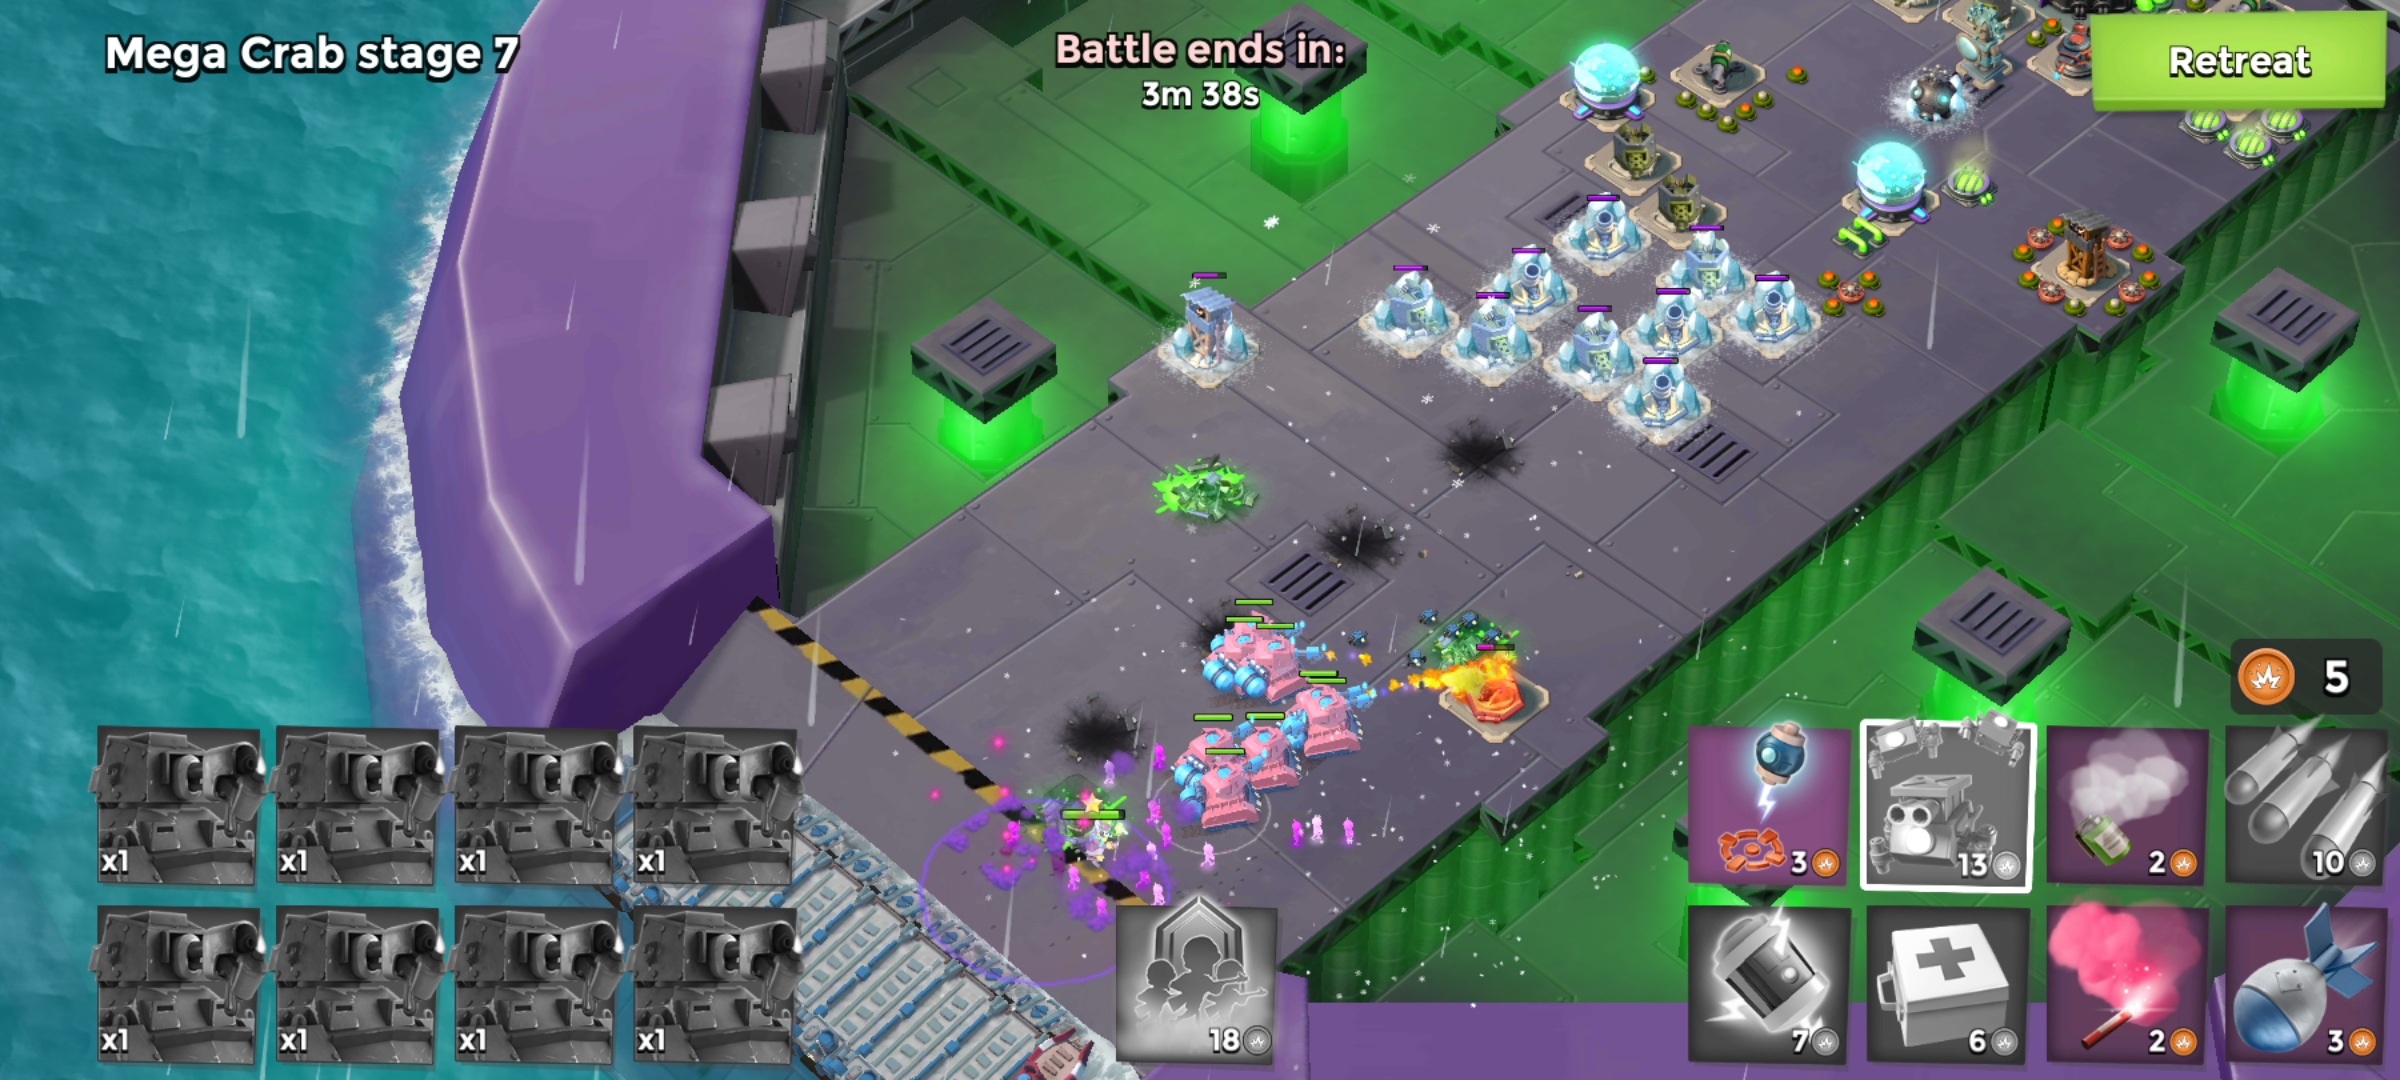 Mega Crab stage 7
Battle ends in:
3m 38s
Retreat
5
x1
x1
x1
x1
3
13
2
10
x1
x1
x1
x1
18
7
6
2
3